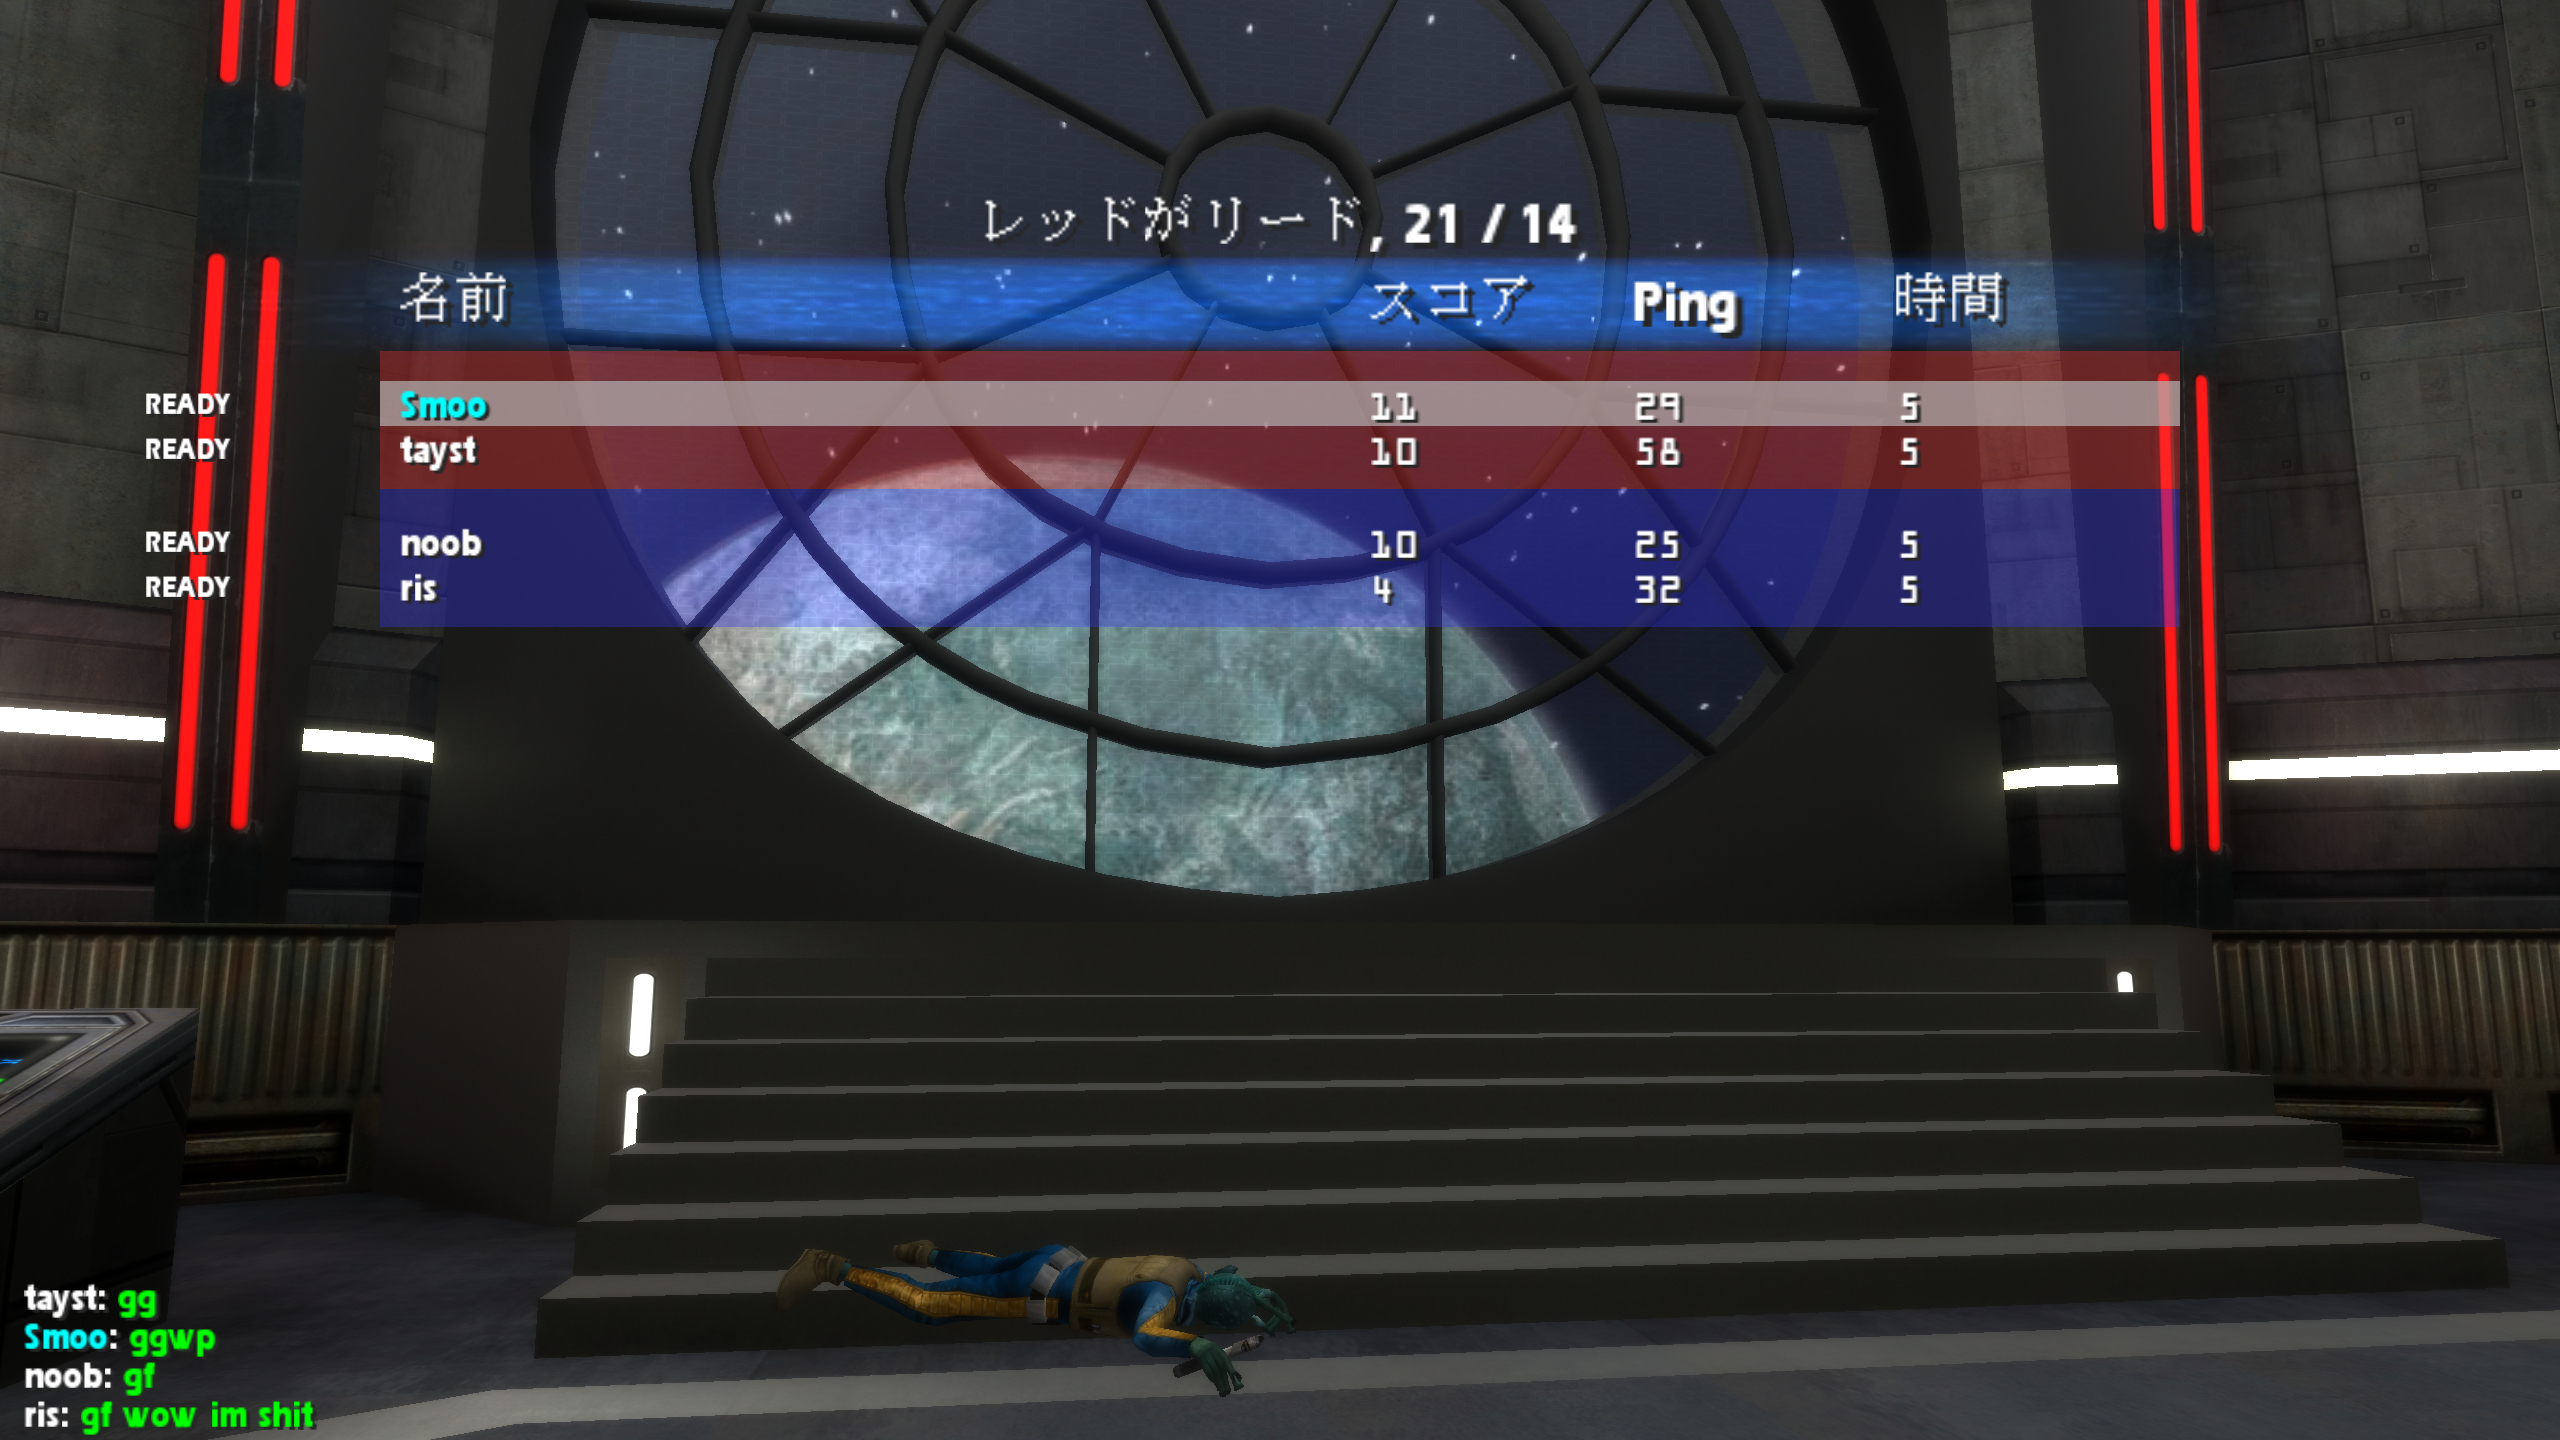 レッドがリード, 21 / 14
名前 スコア Ping 時間
READY Smoo 11 29 5
READY tayst 10 58 5
READY noob 10 25 5
READY ris 4 32 5
tayst: gg
Smoo: ggwp
noob: gf
ris: gf wow im shit